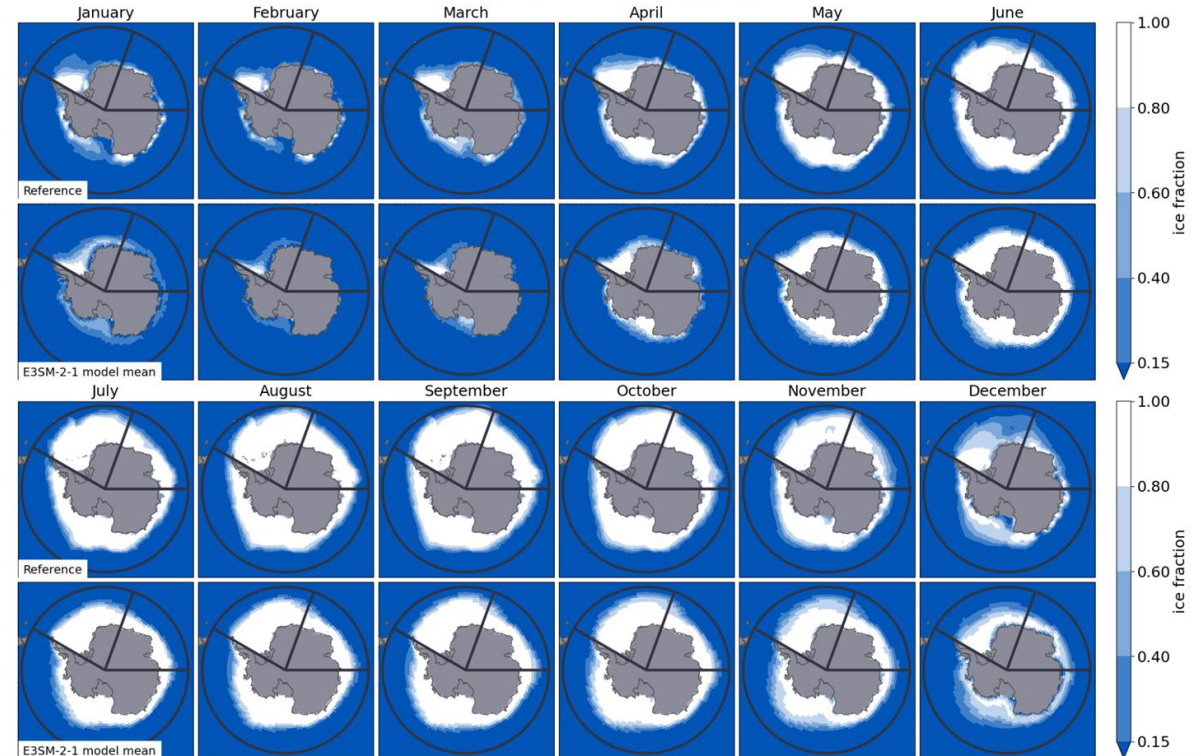 January February March April May June
1.00
0.80
0.60
0.40
0.15
ice fraction
Reference
E3SM-2-1 model mean
July August September October November December
1.00
0.80
0.60
0.40
0.15
ice fraction
Reference
E3SM-2-1 model mean